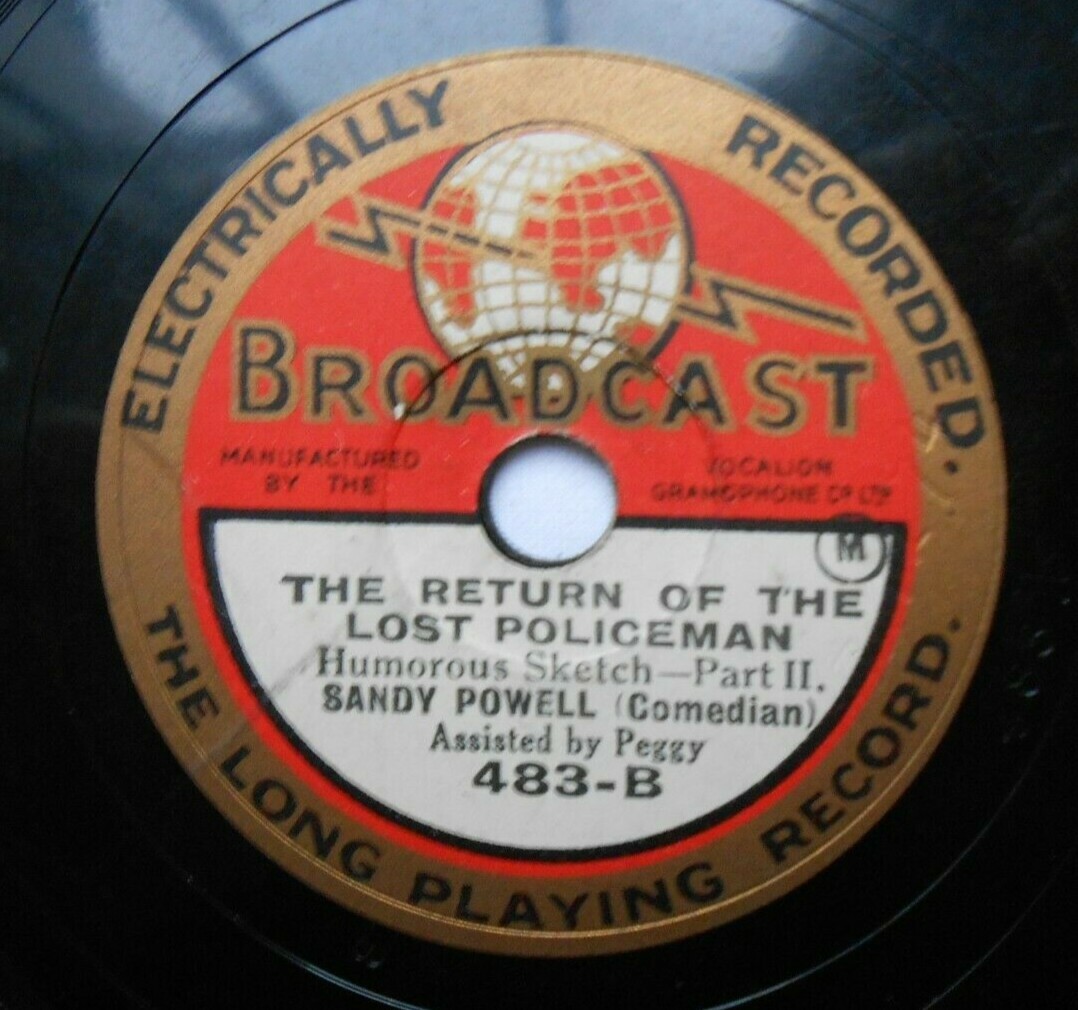 ELECTRICALLY RECORDED.
BROADCAST
MANUFACTURED
BY THE
VOCALION
GRAMOPHONE CO LTD
M
THE RETURN OF THE
LOST POLICEMAN
Humorous Sketch—Part II.
SANDY POWELL (Comedian)
Assisted by Peggy
483-B
THE LONG PLAYING RECORD.